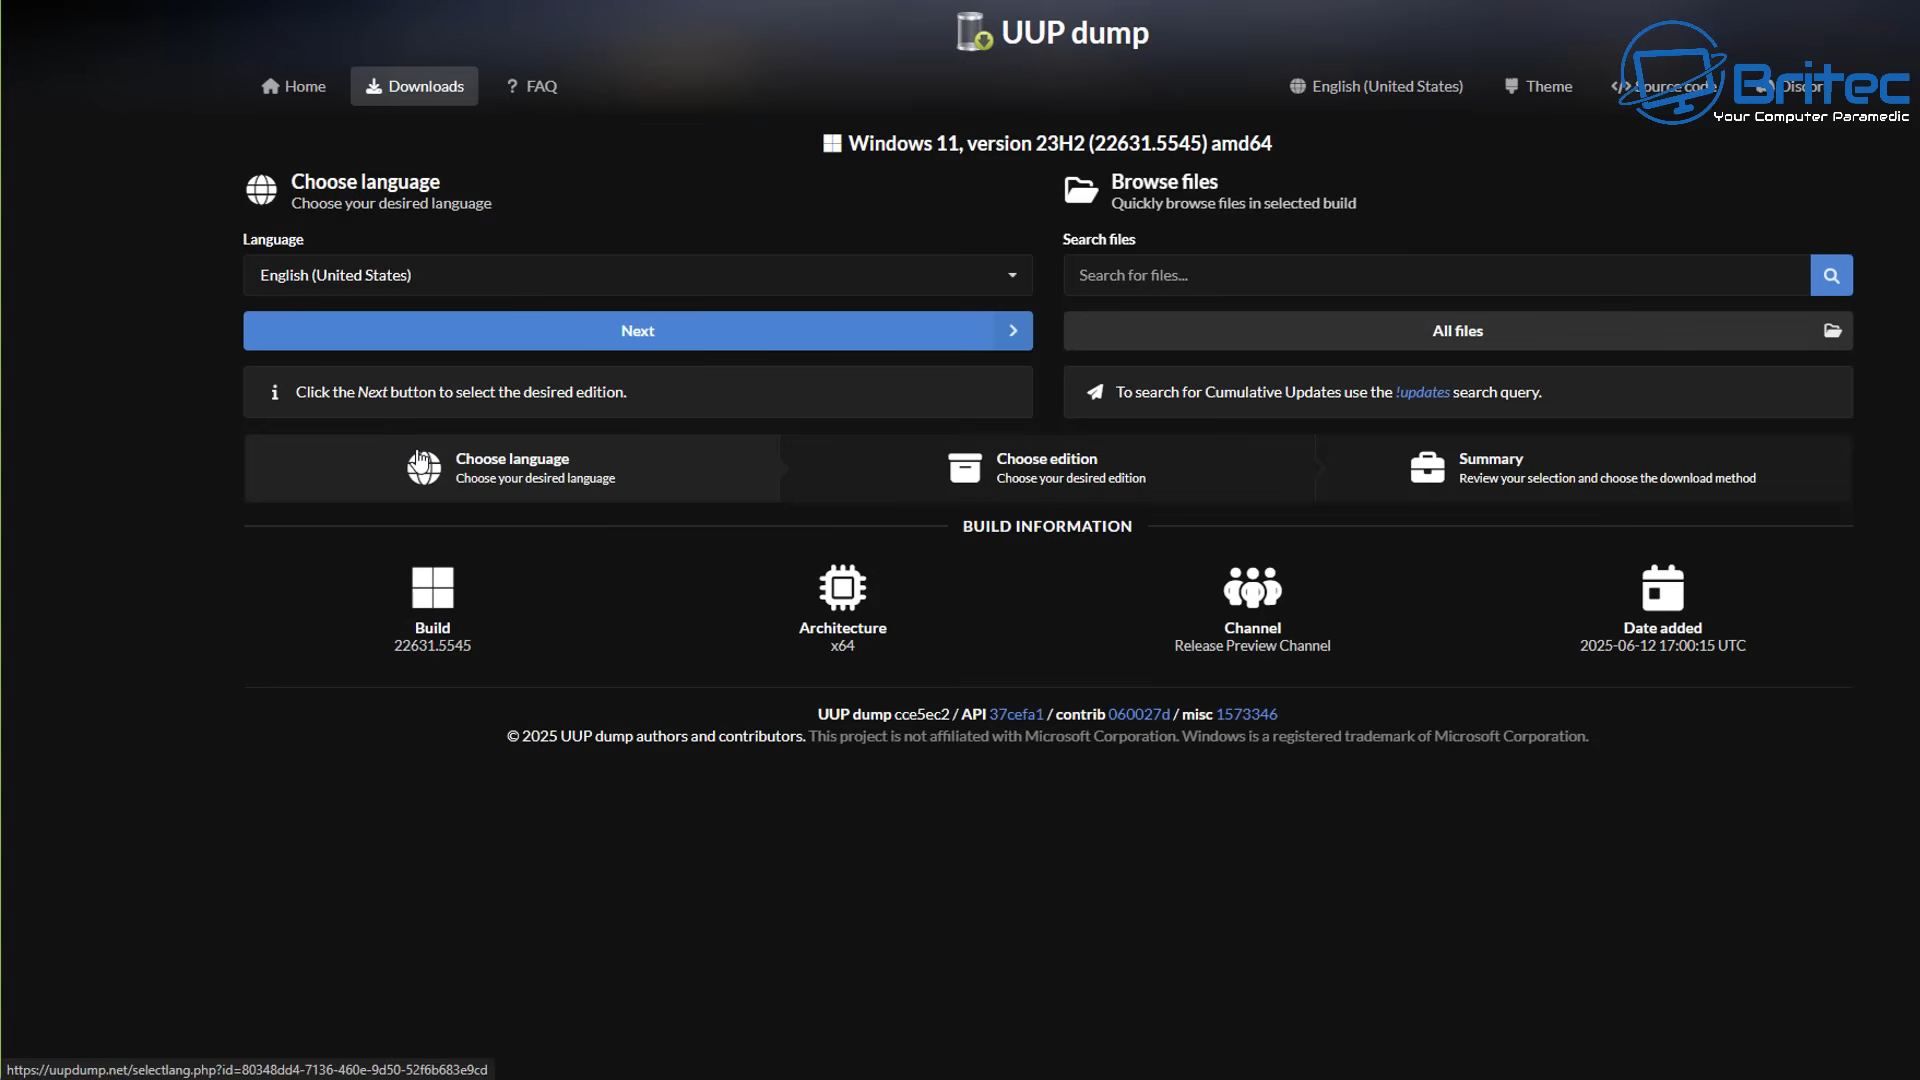 UUP dump
Home
Downloads
? FAQ
English (United States)
Theme
Source code
Discor
Britec
Your Computer Paramedic
Windows 11, version 23H2 (22631.5545) amd64
Choose language
Choose your desired language
Browse files
Quickly browse files in selected build
Language
Search files
English (United States)
Search for files...
Next
All files
Click the Next button to select the desired edition.
To search for Cumulative Updates use the !updates search query.
Choose language
Choose your desired language
Choose edition
Choose your desired edition
Summary
Review your selection and choose the download method
BUILD INFORMATION
Build
22631.5545
Architecture
x64
Channel
Release Preview Channel
Date added
2025-06-12 17:00:15 UTC
UUP dump cce5ec2 / API 37cefa1 / contrib 060027d / misc 1573346
© 2025 UUP dump authors and contributors. This project is not affiliated with Microsoft Corporation. Windows is a registered trademark of Microsoft Corporation.
https://uupdump.net/selectlang.php?id=80348dd4-7136-460e-9d50-52f6b683e9cd